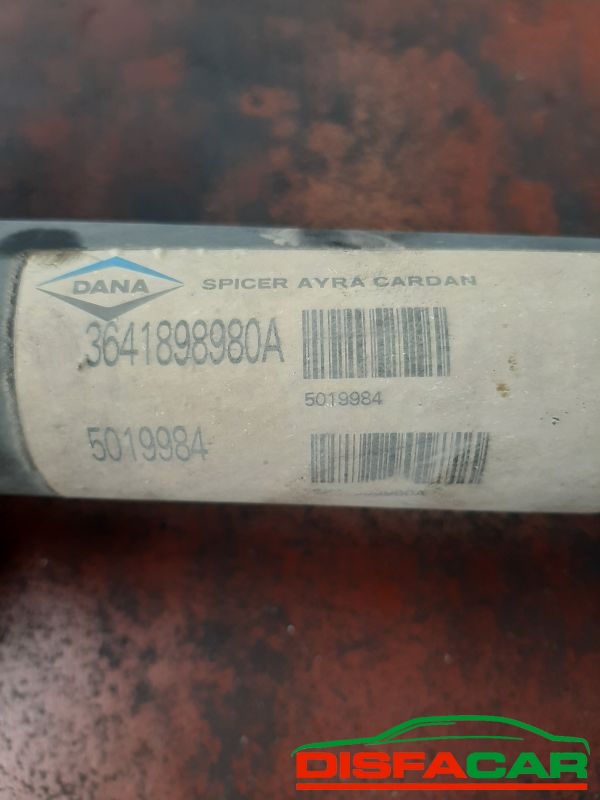 DANA SPICER AYRA CARDAN
3641898980A
5019984
5019984
DISFACAR